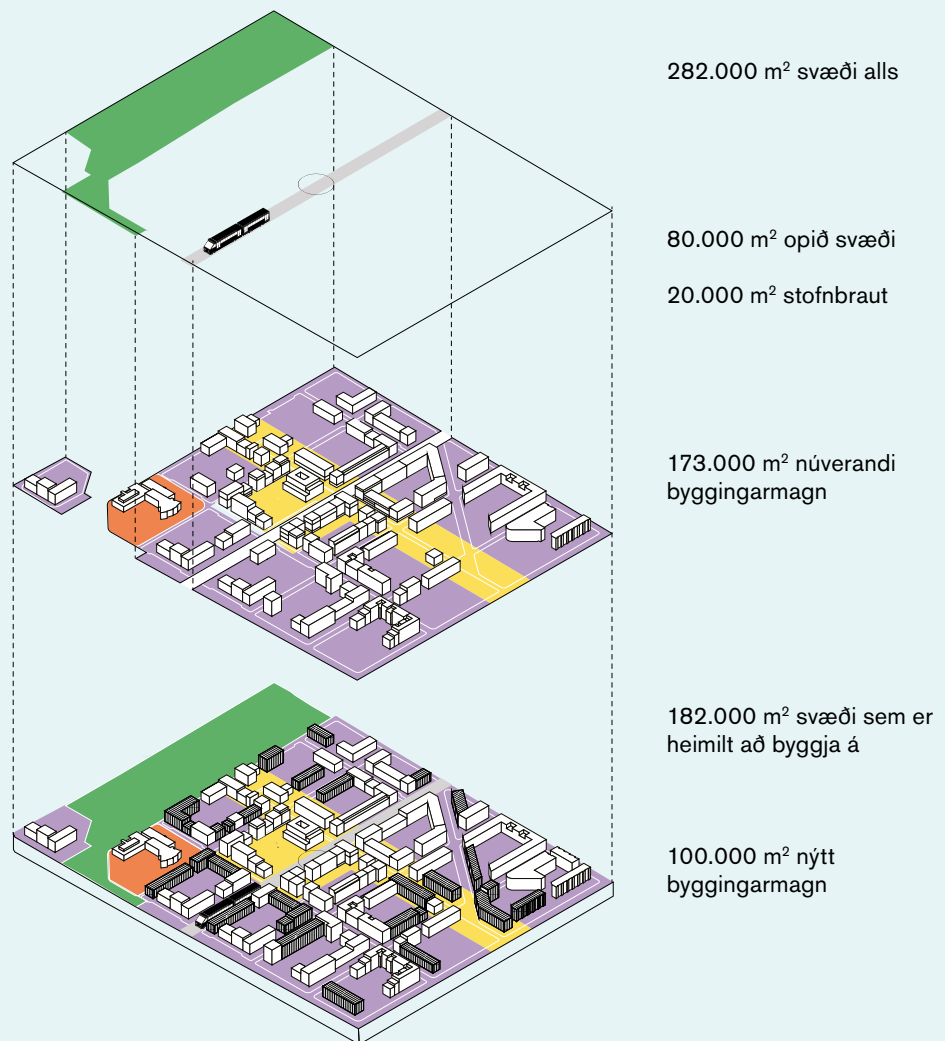 282.000 m² svæði alls
80.000 m² opið svæði
20.000 m² stofnbraut
173.000 m² núverandi
byggingarmagn
182.000 m² svæði sem er
heimilt að byggja á
100.000 m² nýtt
byggingarmagn